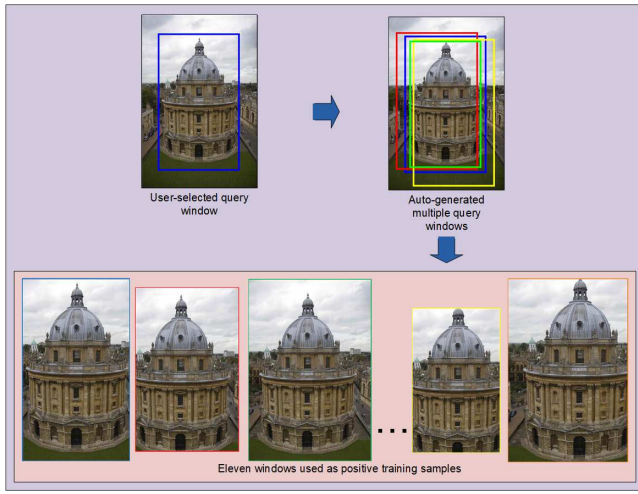 User-selected query
window
Auto-generated
multiple query
windows
...
Eleven windows used as positive training samples